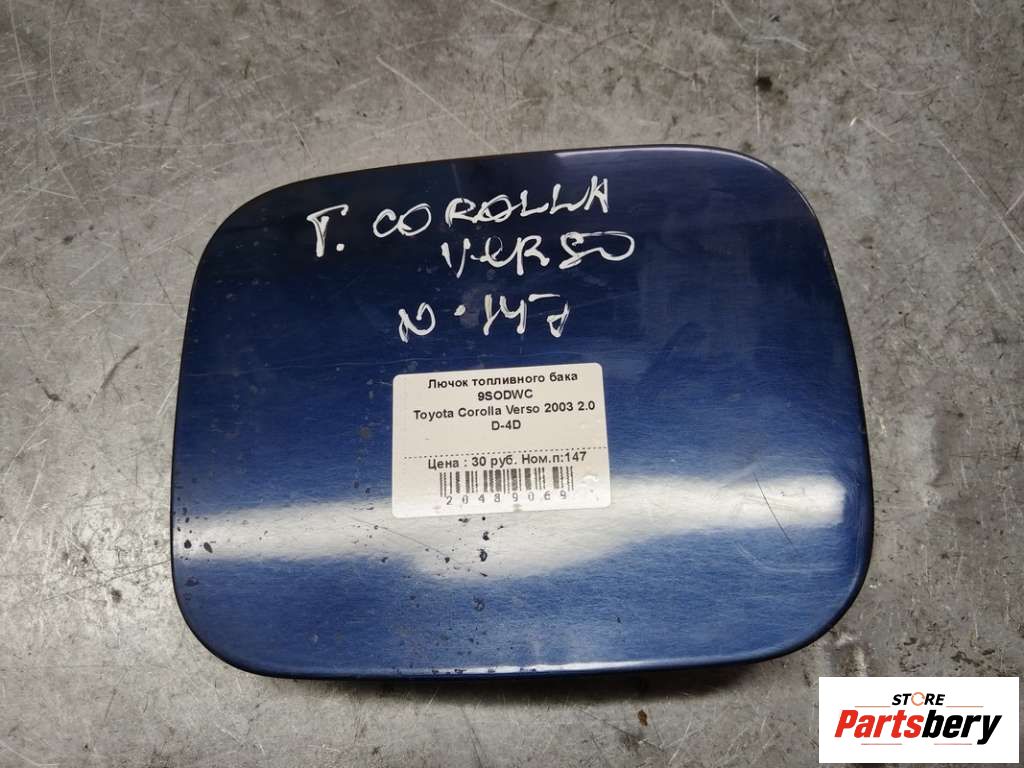 T. COROLLA
VERSO
N-147
Лючок топливного бака
9SODWC
Toyota Corolla Verso 2003 2.0
D-4D
Цена : 30 руб. Ном.п:147
20489069
STORE
Partsbery